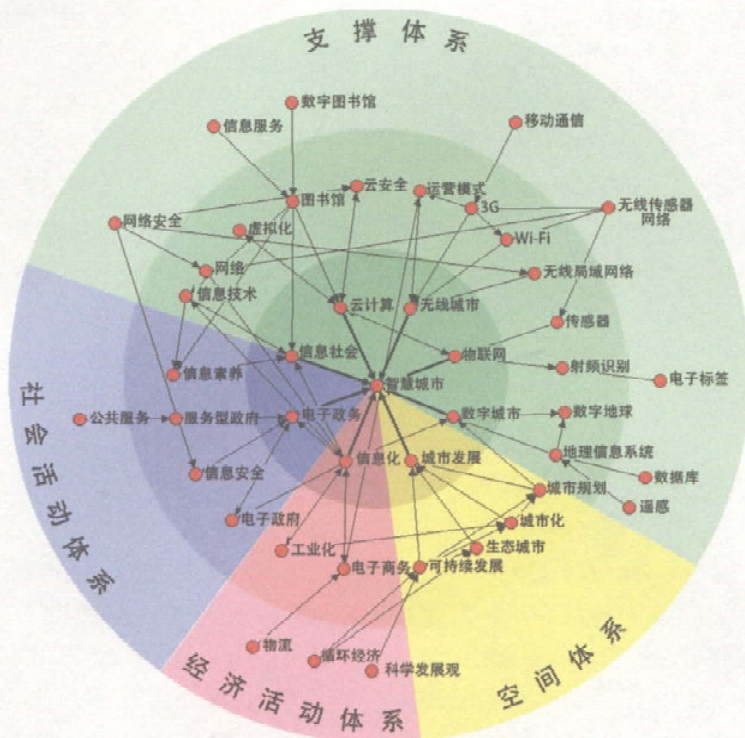 支撑体系
数字图书馆
信息服务
移动通信
云安全
运营模式
图书馆
3G
无线传感器
网络
网络安全
虚拟化
Wi-Fi
网络
无线局域网络
信息技术
云计算
无线城市
传感器
信息社会
物联网
射频识别
信息素养
智慧城市
电子标签
公共服务
服务型政府
电子政务
数字城市
数字地球
信息安全
信息化
城市发展
地理信息系统
数据库
城市规划
遥感
电子政府
城市化
工业化
生态城市
电子商务
可持续发展
物流
循环经济
科学发展观
社会活动体系
经济活动体系
空间体系